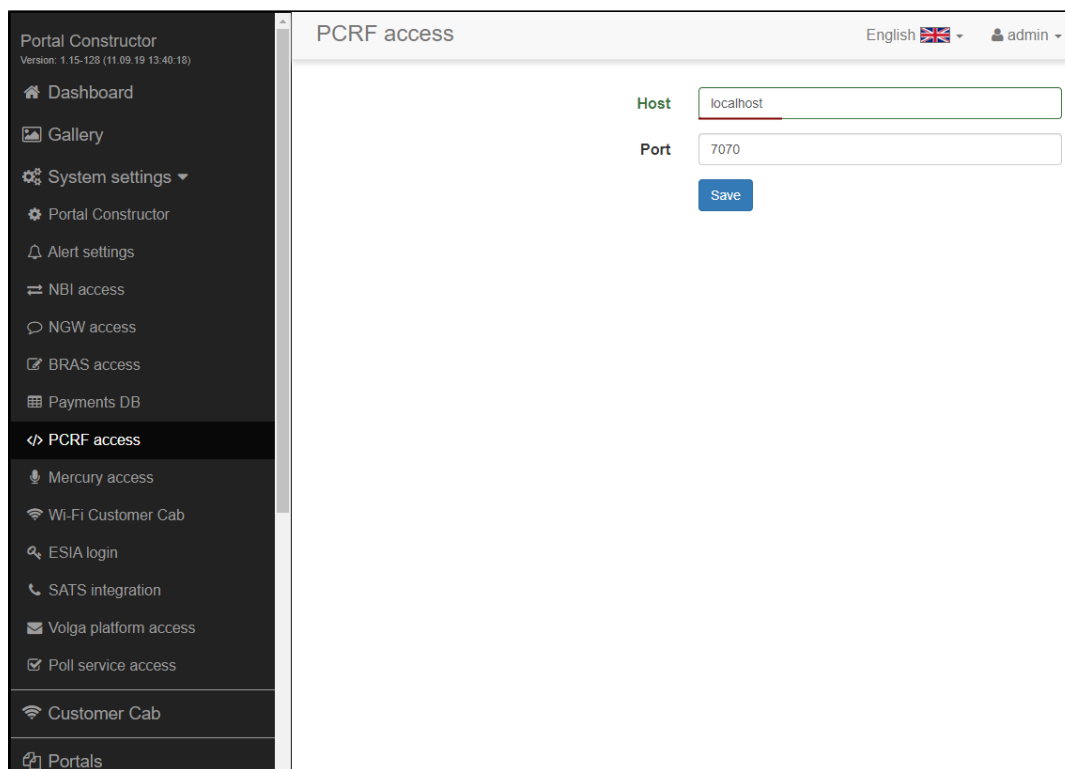 Portal Constructor
Version: 1.15-128 (11.09.19 13:40:18)
Dashboard
Gallery
System settings
Portal Constructor
Alert settings
NBI access
NGW access
BRAS access
Payments DB
PCRF access
Mercury access
Wi-Fi Customer Cab
ESIA login
SATS integration
Volga platform access
Poll service access
Customer Cab
Portals
PCRF access
English
admin
Host
localhost
Port
7070
Save